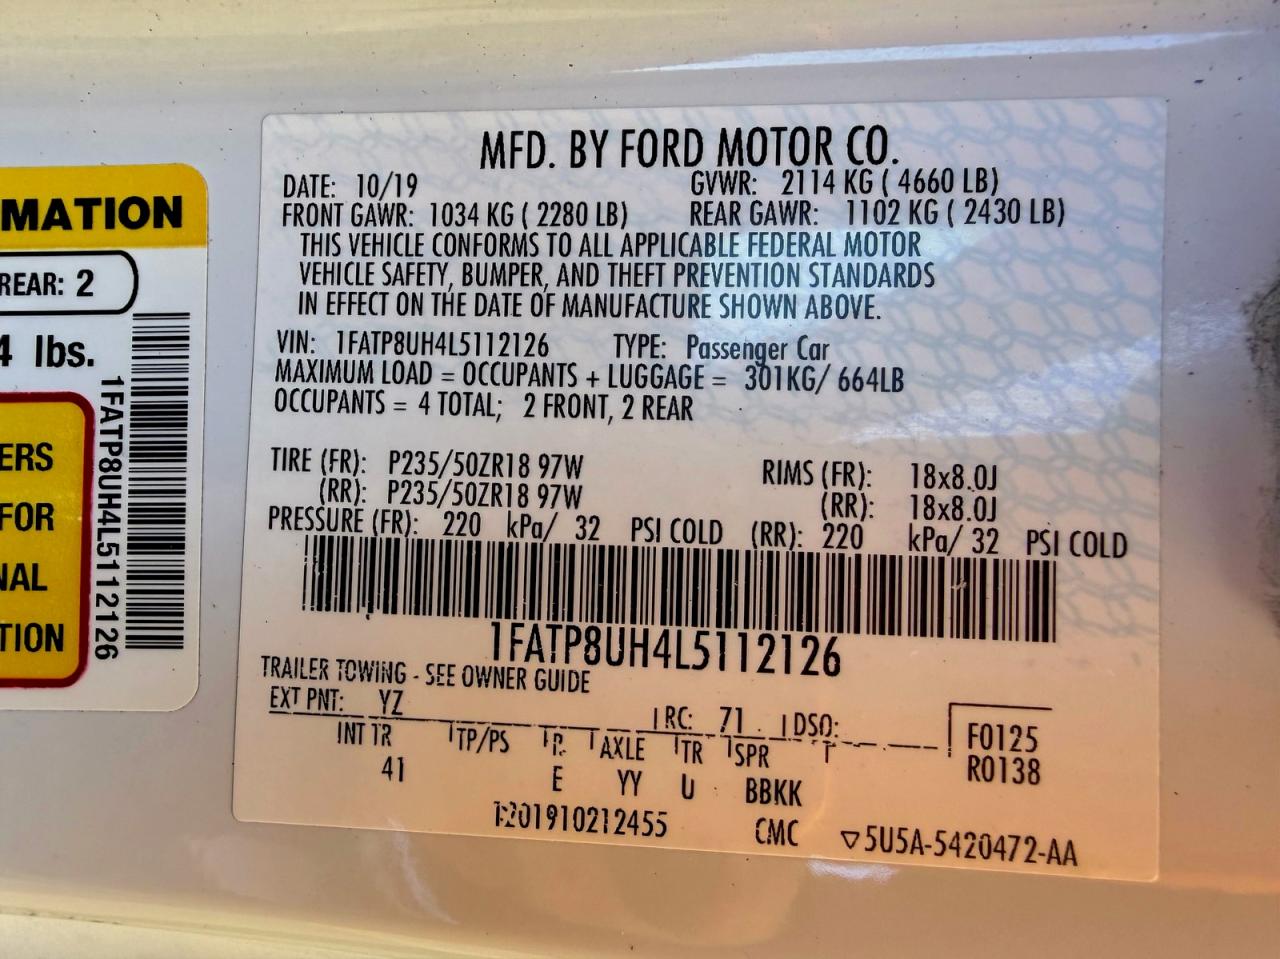 MATION
REAR: 2
4 lbs.
ERS
FOR
NAL
TION
1FATP8UH4L5112126
MFD. BY FORD MOTOR CO.
DATE: 10/19 GVWR: 2114 KG ( 4660 LB)
FRONT GAWR: 1034 KG ( 2280 LB) REAR GAWR: 1102 KG ( 2430 LB)
THIS VEHICLE CONFORMS TO ALL APPLICABLE FEDERAL MOTOR
VEHICLE SAFETY, BUMPER, AND THEFT PREVENTION STANDARDS
IN EFFECT ON THE DATE OF MANUFACTURE SHOWN ABOVE.
VIN: 1FATP8UH4L5112126 TYPE: Passenger Car
MAXIMUM LOAD = OCCUPANTS + LUGGAGE = 301KG/ 664LB
OCCUPANTS = 4 TOTAL; 2 FRONT, 2 REAR
TIRE (FR): P235/50ZR18 97W RIMS (FR): 18x8.0J
(RR): P235/50ZR18 97W (RR): 18x8.0J
PRESSURE (FR): 220 kPa/ 32 PSI COLD (RR): 220 kPa/ 32 PSI COLD
1FATP8UH4L5112126
TRAILER TOWING - SEE OWNER GUIDE
EXT PNT: YZ RC: 71 DSO: F0125
INT TR TP/PS R AXLE TR SPR R0138
41 E YY U BBKK
201910212455 CMC ▽5U5A-5420472-AA